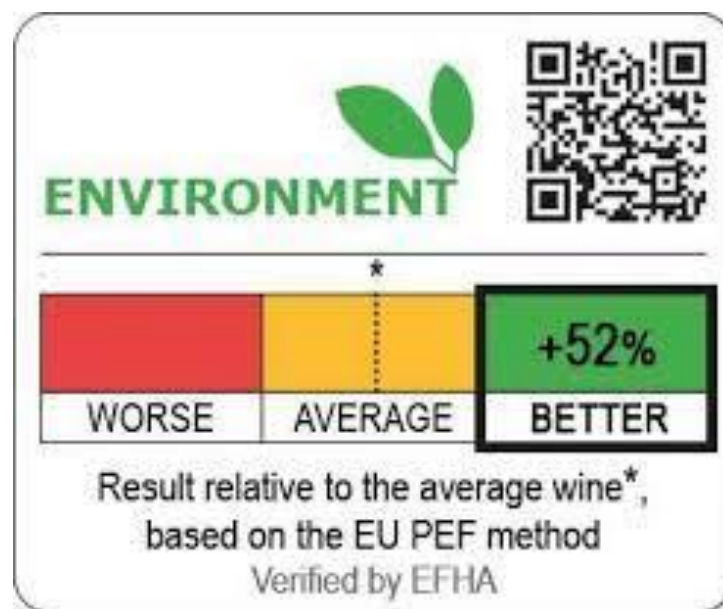 ENVIRONMENT
*
+52%
WORSE AVERAGE BETTER
Result relative to the average wine*,
based on the EU PEF method
Verified by EFHA